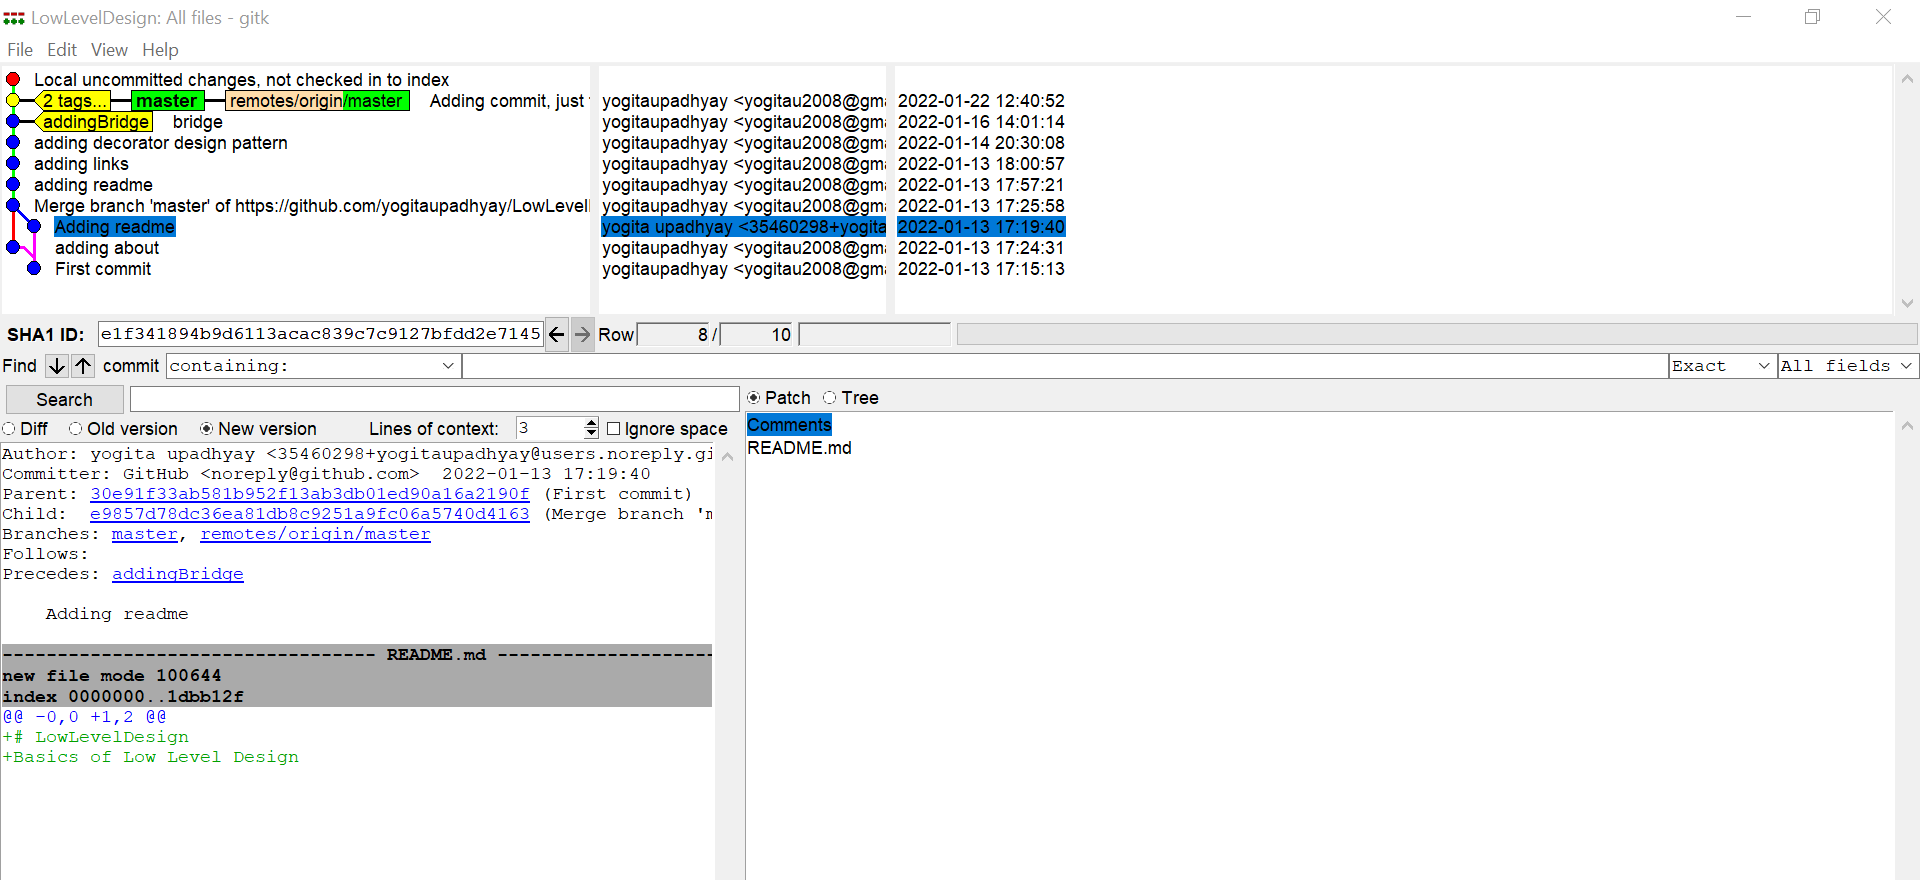 LowLevelDesign: All files - gitk
File Edit View Help
Local uncommitted changes, not checked in to index
2 tags... master remotes/origin/master Adding commit, just yogitaupadhyay <yogitau2008@gm 2022-01-22 12:40:52
addingBridge bridge yogitaupadhyay <yogitau2008@gm 2022-01-16 14:01:14
adding decorator design pattern yogitaupadhyay <yogitau2008@gm 2022-01-14 20:30:08
adding links yogitaupadhyay <yogitau2008@gm 2022-01-13 18:00:57
adding readme yogitaupadhyay <yogitau2008@gm 2022-01-13 17:57:21
Merge branch 'master' of https://github.com/yogitaupadhyay/LowLevel yogitaupadhyay <yogitau2008@gm 2022-01-13 17:25:58
Adding readme yogita upadhyay <35460298+yogita 2022-01-13 17:19:40
adding about yogitaupadhyay <yogitau2008@gm 2022-01-13 17:24:31
First commit yogitaupadhyay <yogitau2008@gm 2022-01-13 17:15:13
SHA1 ID: e1f341894b9d6113acac839c7c9127bfdd2e7145 Row 8 / 10
Find commit containing: Exact All fields
Search
Patch Tree
Diff Old version New version Lines of context: 3 Ignore space
Comments
README.md
Author: yogita upadhyay <35460298+yogitaupadhyay@users.noreply.gi
Committer: GitHub <noreply@github.com> 2022-01-13 17:19:40
Parent: 30e91f33ab581b952f13ab3db01ed90a16a2190f (First commit)
Child: e9857d78dc36ea81db8c9251a9fc06a5740d4163 (Merge branch '
Branches: master, remotes/origin/master
Follows:
Precedes: addingBridge
Adding readme
---------------------------------- README.md --------------------
new file mode 100644
index 0000000..1dbb12f
@@ -0,0 +1,2 @@
+# LowLevelDesign
+Basics of Low Level Design